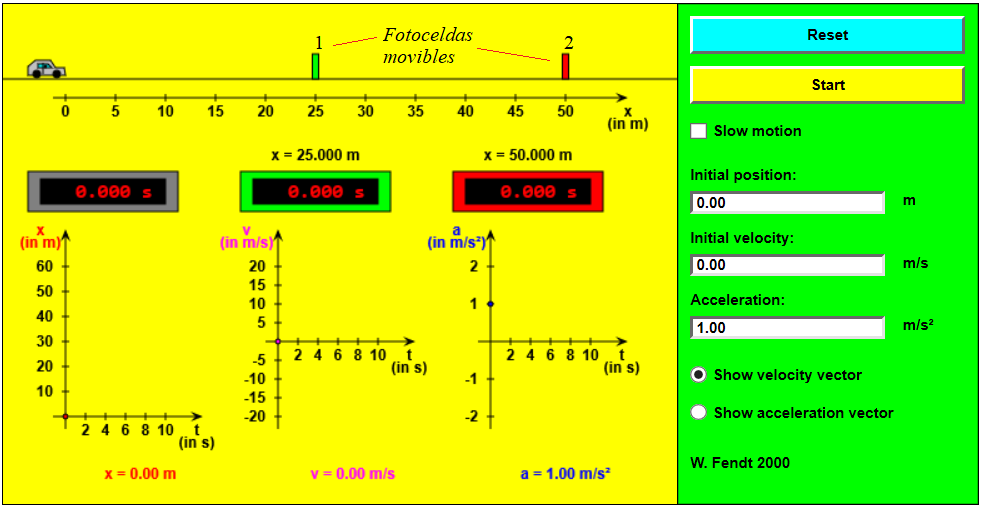 1
Fotoceldas
movibles
2
0 5 10 15 20 25 30 35 40 45 50 x
(in m)
x = 25.000 m
x = 50.000 m
0.000 s
0.000 s
0.000 s
x
(in m)
60
50
40
30
20
10
2 4 6 8 10 t
(in s)
x = 0.00 m
v
(in m/s)
20
15
10
5
-5
-10
-15
-20
2 4 6 8 10 t
(in s)
v = 0.00 m/s
a
(in m/s²)
2
1
-1
-2
2 4 6 8 10 t
(in s)
a = 1.00 m/s²
Reset
Start
Slow motion
Initial position:
0.00 m
Initial velocity:
0.00 m/s
Acceleration:
1.00 m/s²
Show velocity vector
Show acceleration vector
W. Fendt 2000